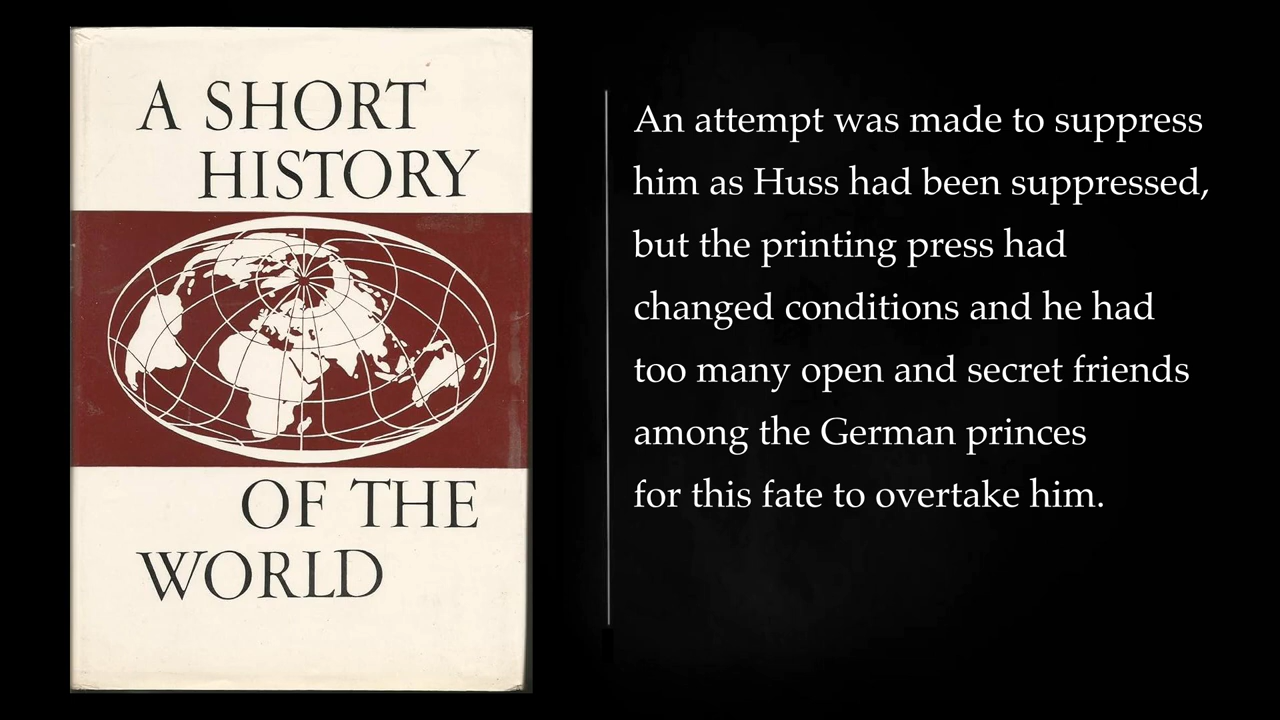 A SHORT
HISTORY
OF THE
WORLD
An attempt was made to suppress
him as Huss had been suppressed,
but the printing press had
changed conditions and he had
too many open and secret friends
among the German princes
for this fate to overtake him.